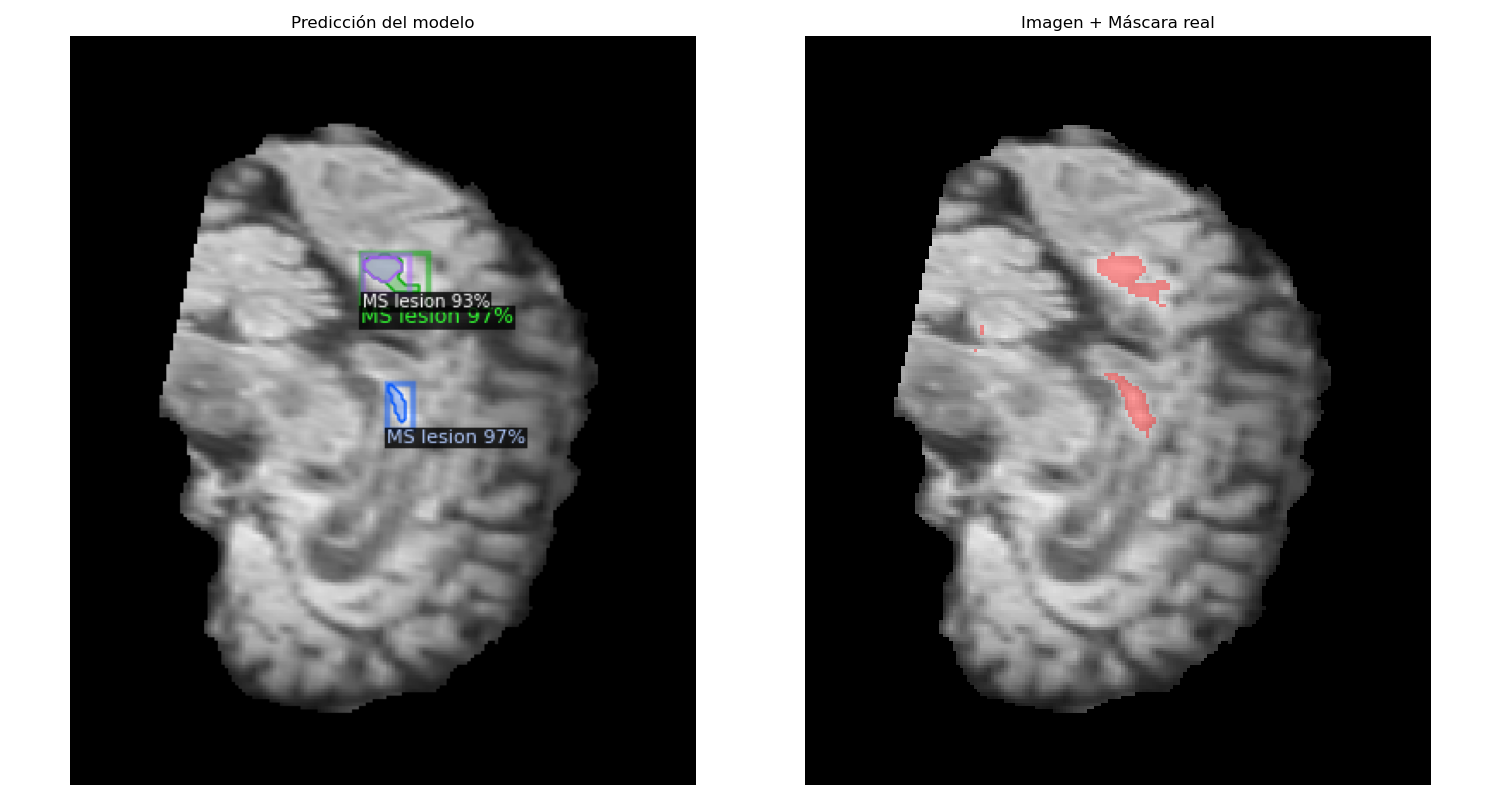 Predicción del modelo
Imagen + Máscara real
MS lesion 93%
MS lesion 97%
MS lesion 97%